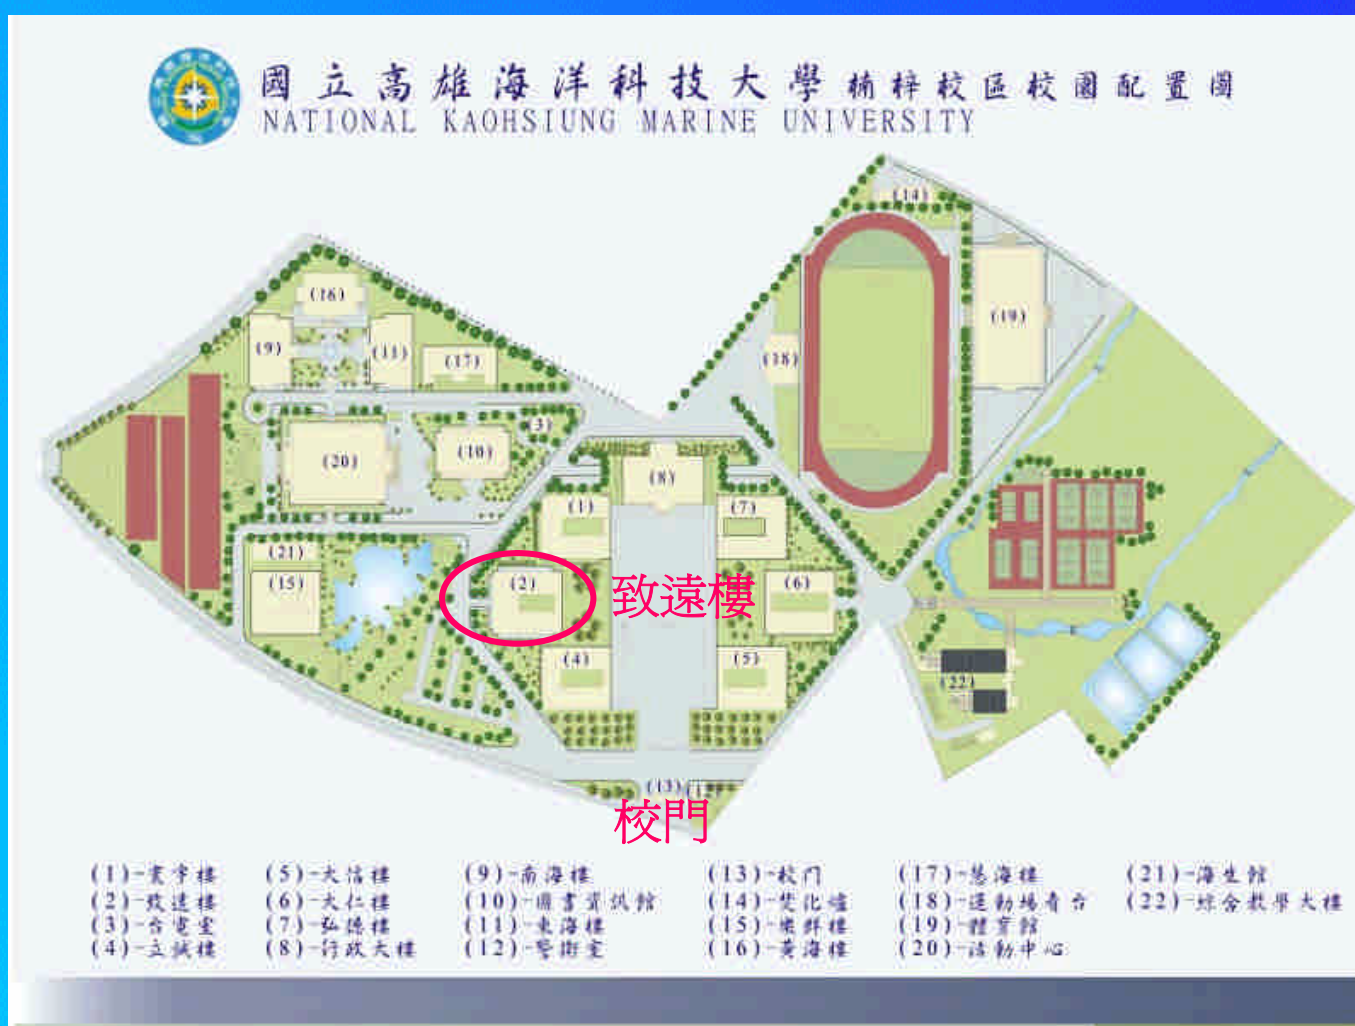 國立高雄海洋科技大學 楠梓校區校園配置圖
NATIONAL KAOHSIUNG MARINE UNIVERSITY
(14)
(16)
(19)
(9)
(11)
(17)
(18)
(3)
(20)
(10)
(8)
(1)
(7)
(21)
(15)
(2)
致遠樓
(6)
(4)
(5)
(22)
(13)
(12)
校門
(1)-寰宇樓 (5)-大信樓 (9)-南海樓 (13)-校門 (17)-慧海樓 (21)-海生館
(2)-致遠樓 (6)-大仁樓 (10)-圖書資訊館 (14)-焚化爐 (18)-運動場看台 (22)-綜合教學大樓
(3)-台電室 (7)-弘德樓 (11)-東海樓 (15)-樂群樓 (19)-體育館
(4)-立誠樓 (8)-行政大樓 (12)-警衛室 (16)-黃海樓 (20)-活動中心